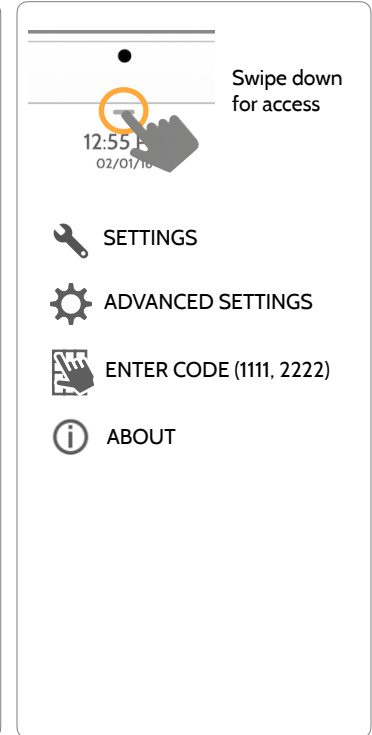 Swipe down
for access
12:55
02/01/1
SETTINGS
ADVANCED SETTINGS
ENTER CODE (1111, 2222)
ABOUT